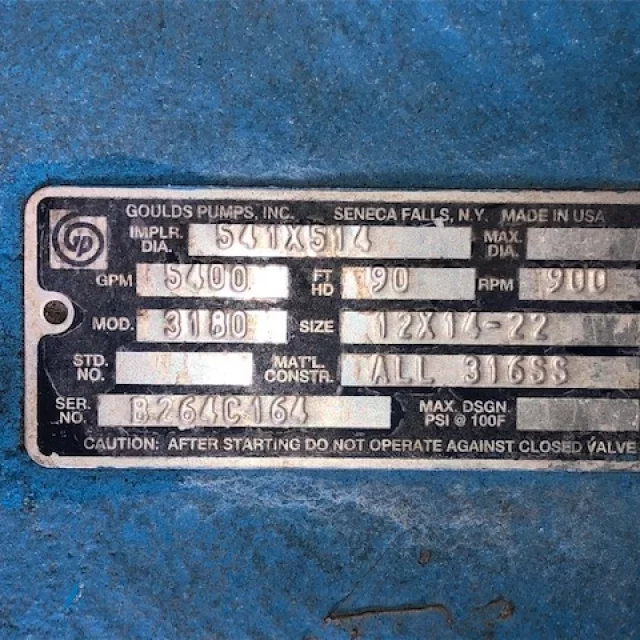 GOULDS PUMPS, INC. SENECA FALLS, N.Y. MADE IN USA
IMPLR. DIA. 541X514 MAX. DIA.
GPM 5400 FT HD 90 RPM 900
MOD. 3180 SIZE 12X14-22
STD. NO. MAT'L. CONSTR. ALL 316SS
SER. NO. B264C164 MAX. DSGN. PSI @ 100F
CAUTION: AFTER STARTING DO NOT OPERATE AGAINST CLOSED VALVE